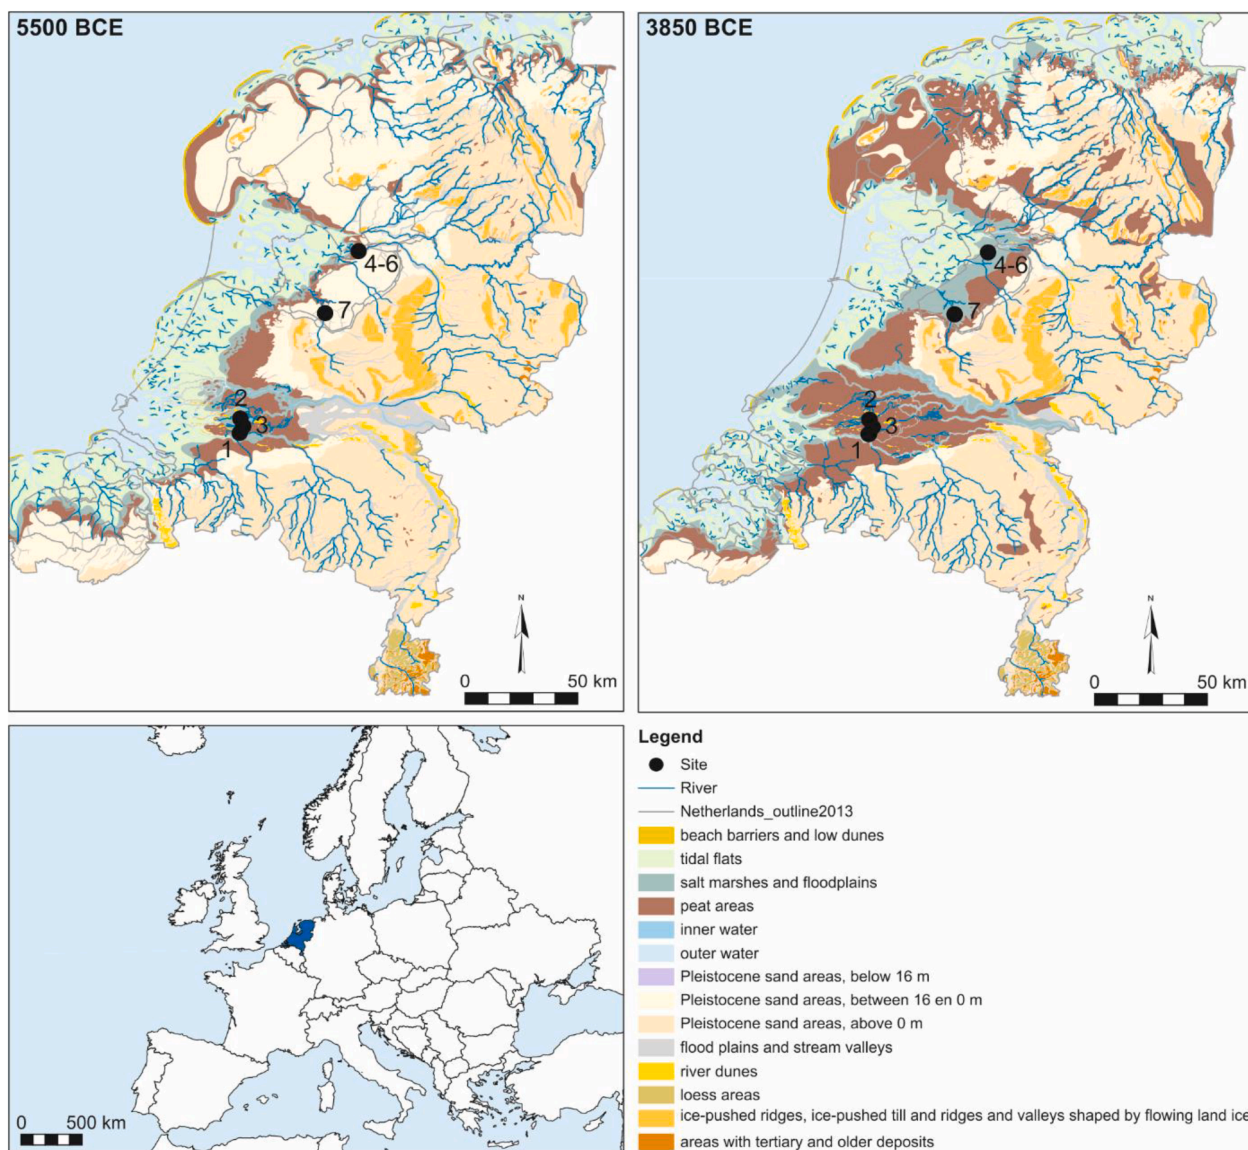 5500 BCE
4-6
7
2
3
1
N
0 50 km
3850 BCE
4-6
7
2
3
1
N
0 50 km
0 500 km
Legend
Site
River
Netherlands_outline2013
beach barriers and low dunes
tidal flats
salt marshes and floodplains
peat areas
inner water
outer water
Pleistocene sand areas, below 16 m
Pleistocene sand areas, between 16 en 0 m
Pleistocene sand areas, above 0 m
flood plains and stream valleys
river dunes
loess areas
ice-pushed ridges, ice-pushed till and ridges and valleys shaped by flowing land ice
areas with tertiary and older deposits